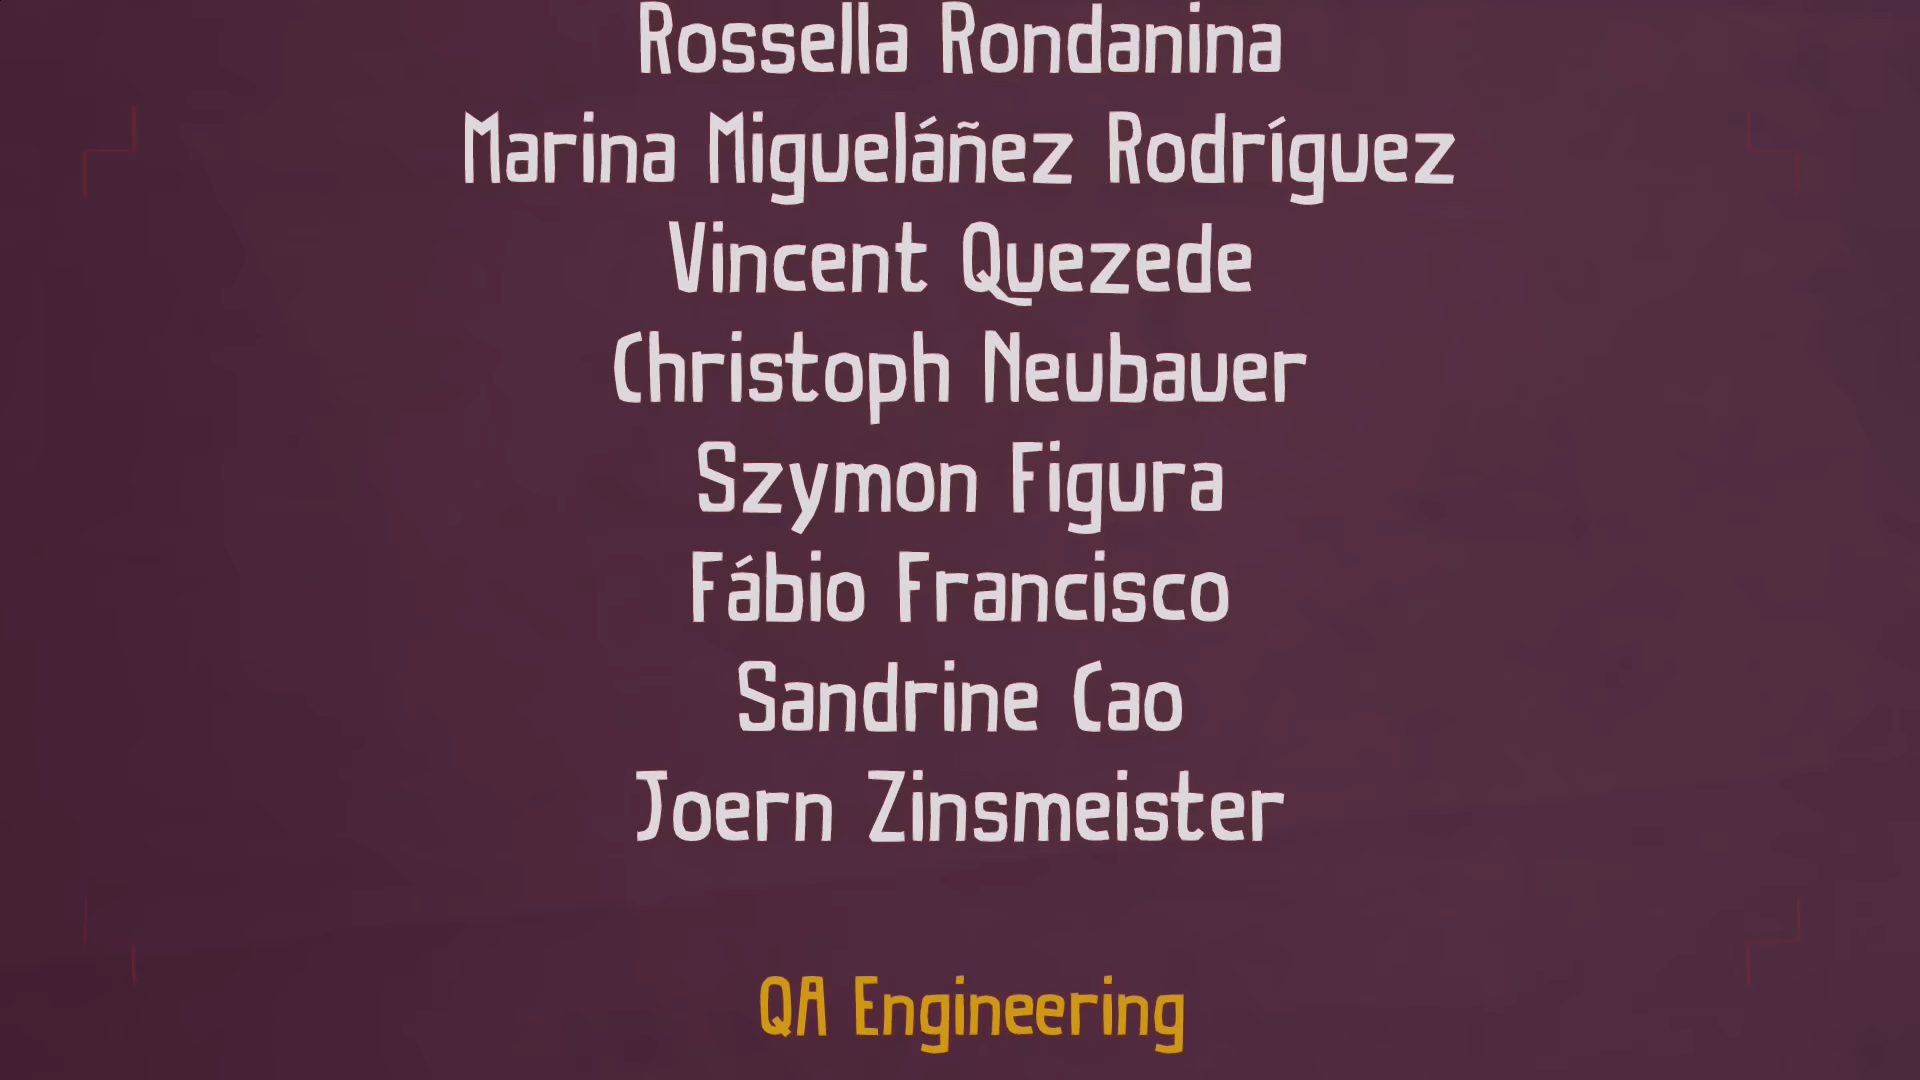 Rossella Rondanina
Marina Migueláñez Rodríguez
Vincent Quezede
Christoph Neubauer
Szymon Figura
Fábio Francisco
Sandrine Cao
Joern Zinsmeister
QA Engineering